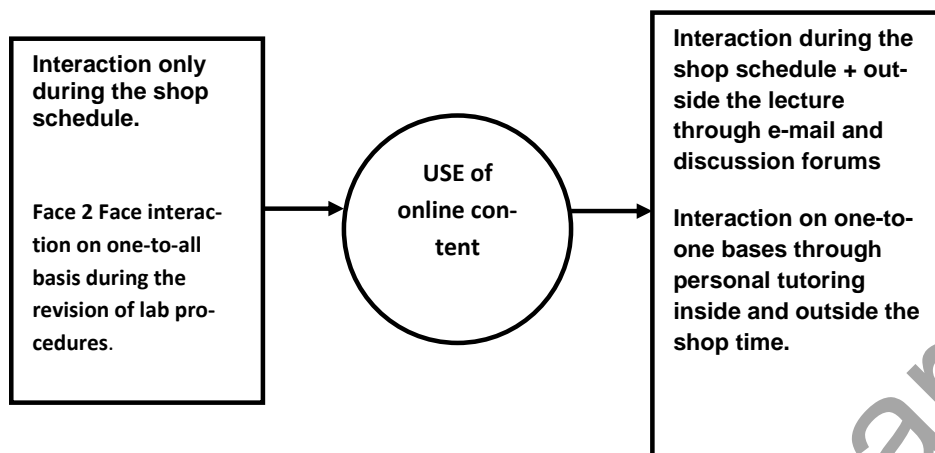 Interaction only
during the shop
schedule.
Face 2 Face interac-
tion on one-to-all
basis during the
revision of lab pro-
cedures.
USE of
online con-
tent
Interaction during the
shop schedule + out-
side the lecture
through e-mail and
discussion forums
Interaction on one-to-
one bases through
personal tutoring
inside and outside the
shop time.